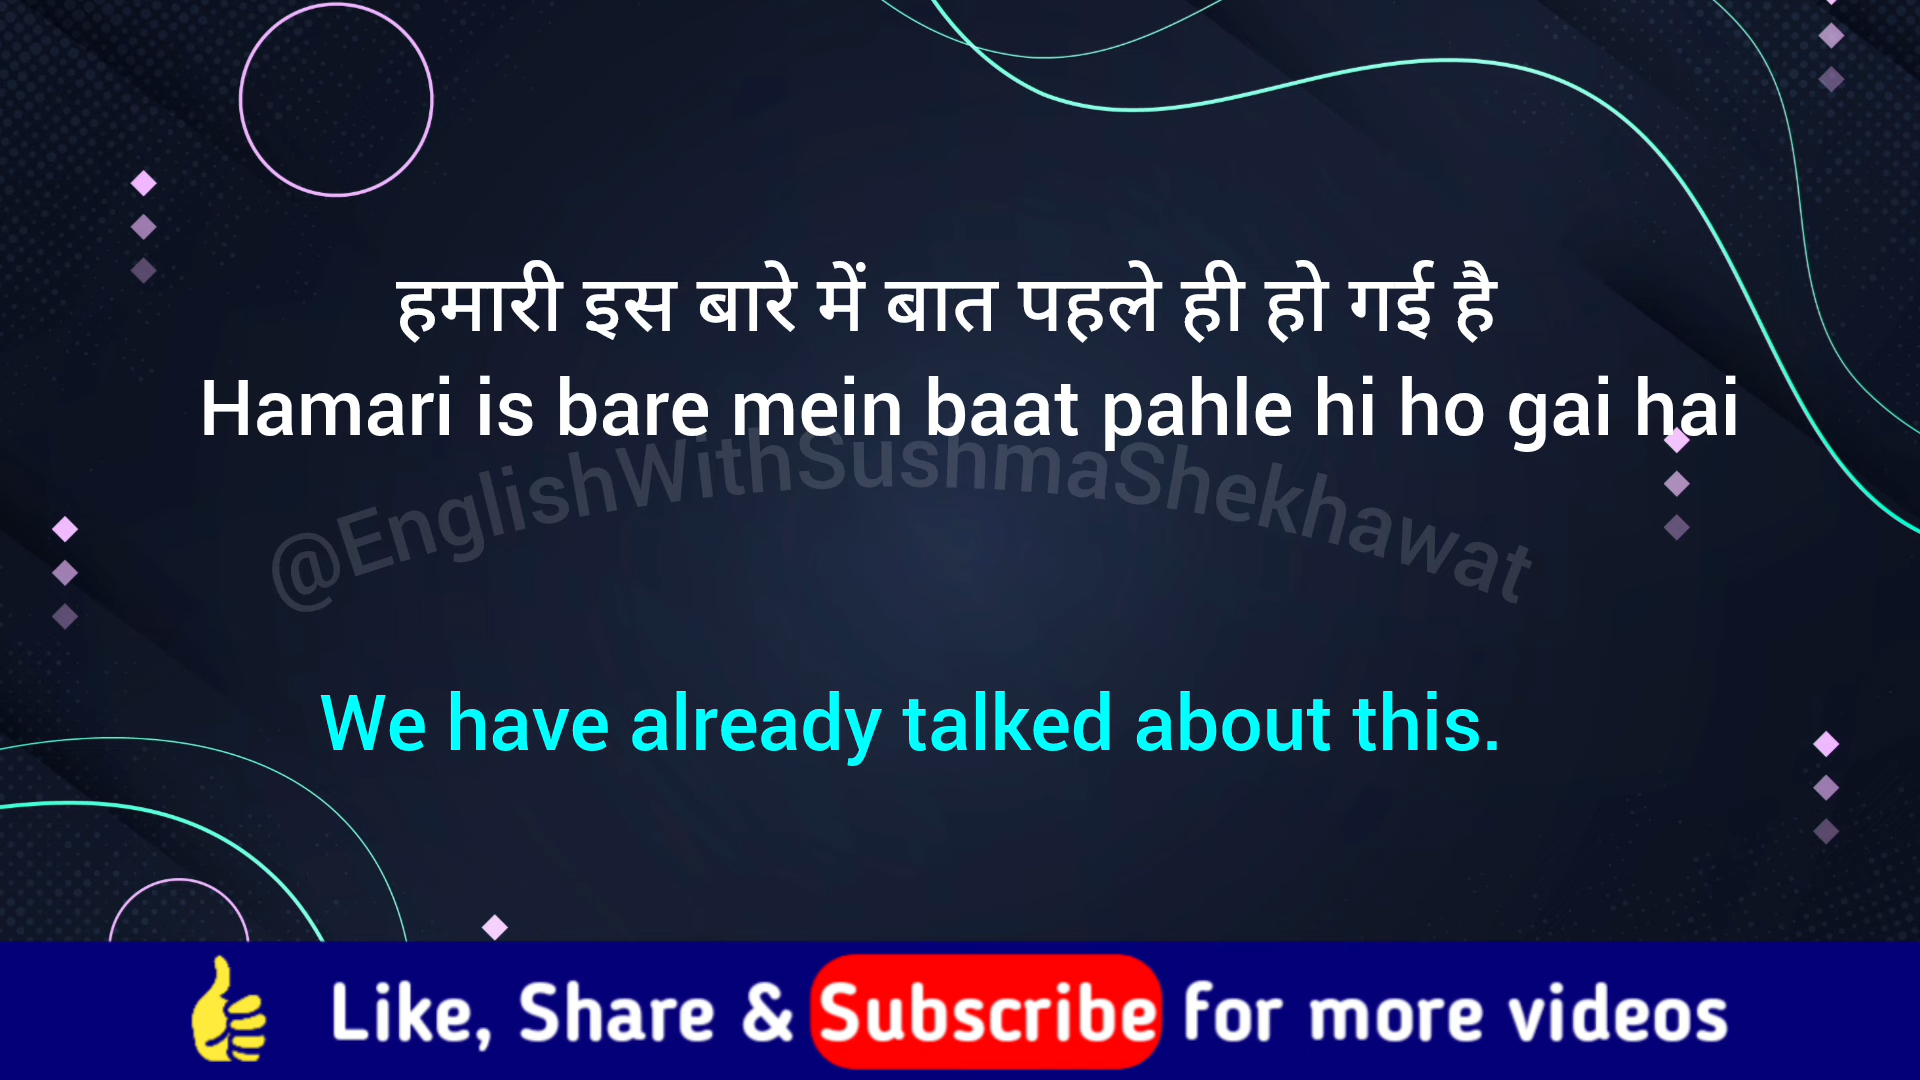 हमारी इस बारे में बात पहले ही हो गई है
Hamari is bare mein baat pahle hi ho gai hai
@EnglishWithSushmaShekhawat
We have already talked about this.
Like, Share & Subscribe for more videos